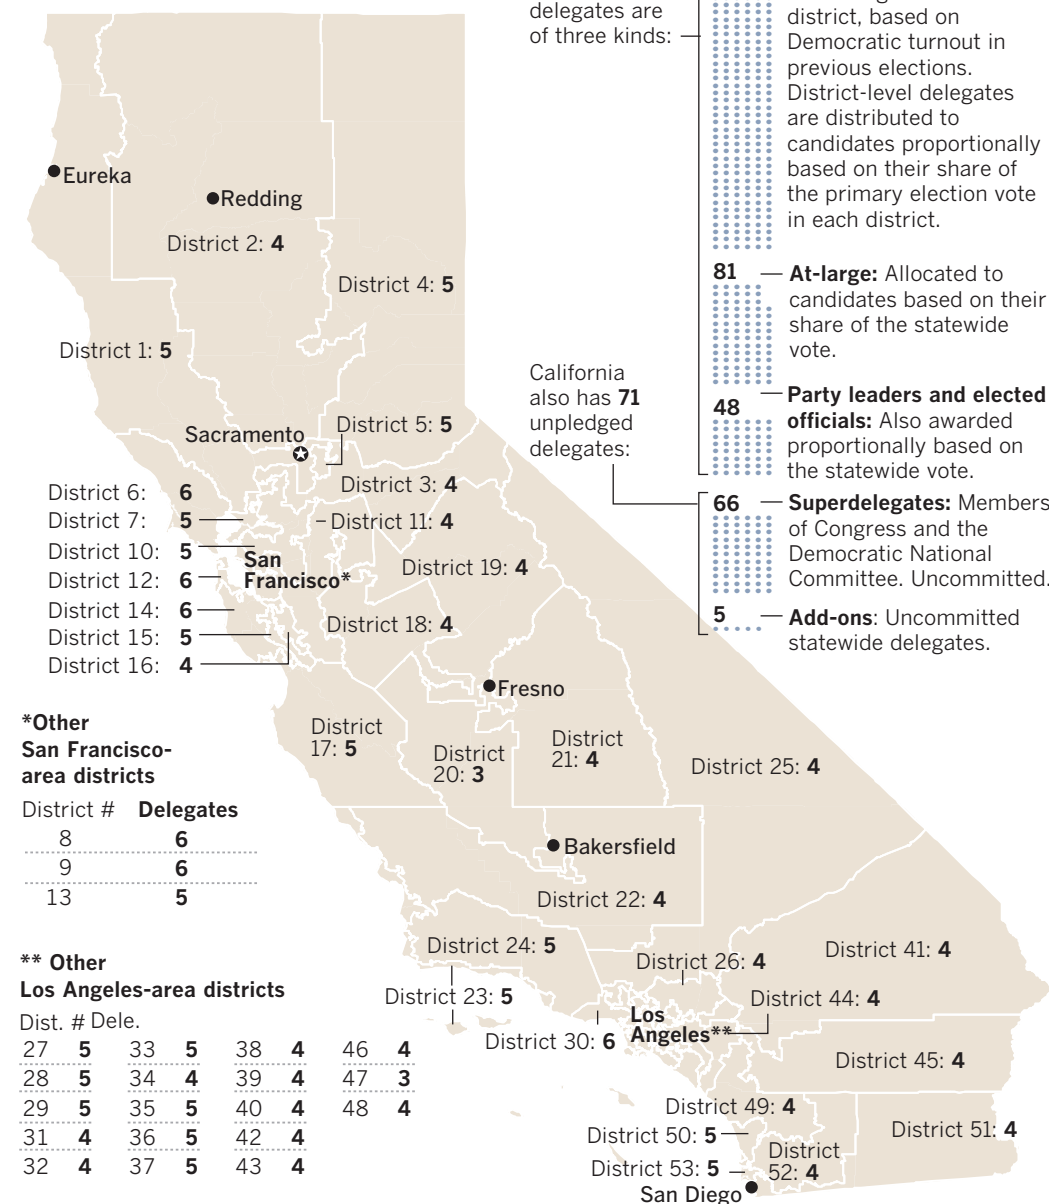 delegates are
of three kinds:
district, based on
Democratic turnout in
previous elections.
District-level delegates
are distributed to
candidates proportionally
based on their share of
the primary election vote
in each district.
81
At-large: Allocated to
candidates based on their
share of the statewide
vote.
48
Party leaders and elected
officials: Also awarded
proportionally based on
the statewide vote.
California
also has 71
unpledged
delegates:
66
Superdelegates: Members
of Congress and the
Democratic National
Committee. Uncommitted.
5
Add-ons: Uncommitted
statewide delegates.
Eureka
Redding
District 2: 4
District 4: 5
District 1: 5
Sacramento
District 5: 5
District 3: 4
District 6: 6
District 7: 5
District 11: 4
District 10: 5
San
Francisco*
District 12: 6
District 19: 4
District 14: 6
District 18: 4
District 15: 5
District 16: 4
Fresno
*Other
San Francisco-
area districts
District # Delegates
8 6
9 6
13 5
District
17: 5
District
20: 3
District
21: 4
District 25: 4
Bakersfield
District 22: 4
District 24: 5
District 26: 4
District 41: 4
District 23: 5
District 44: 4
Los
Angeles**
District 30: 6
District 45: 4
** Other
Los Angeles-area districts
Dist. # Dele.
27 5 33 5 38 4 46 4
28 5 34 4 39 4 47 3
29 5 35 5 40 4 48 4
31 4 36 5 42 4
32 4 37 5 43 4
District 49: 4
District 50: 5
District 51: 4
District
52: 4
District 53: 5
San Diego